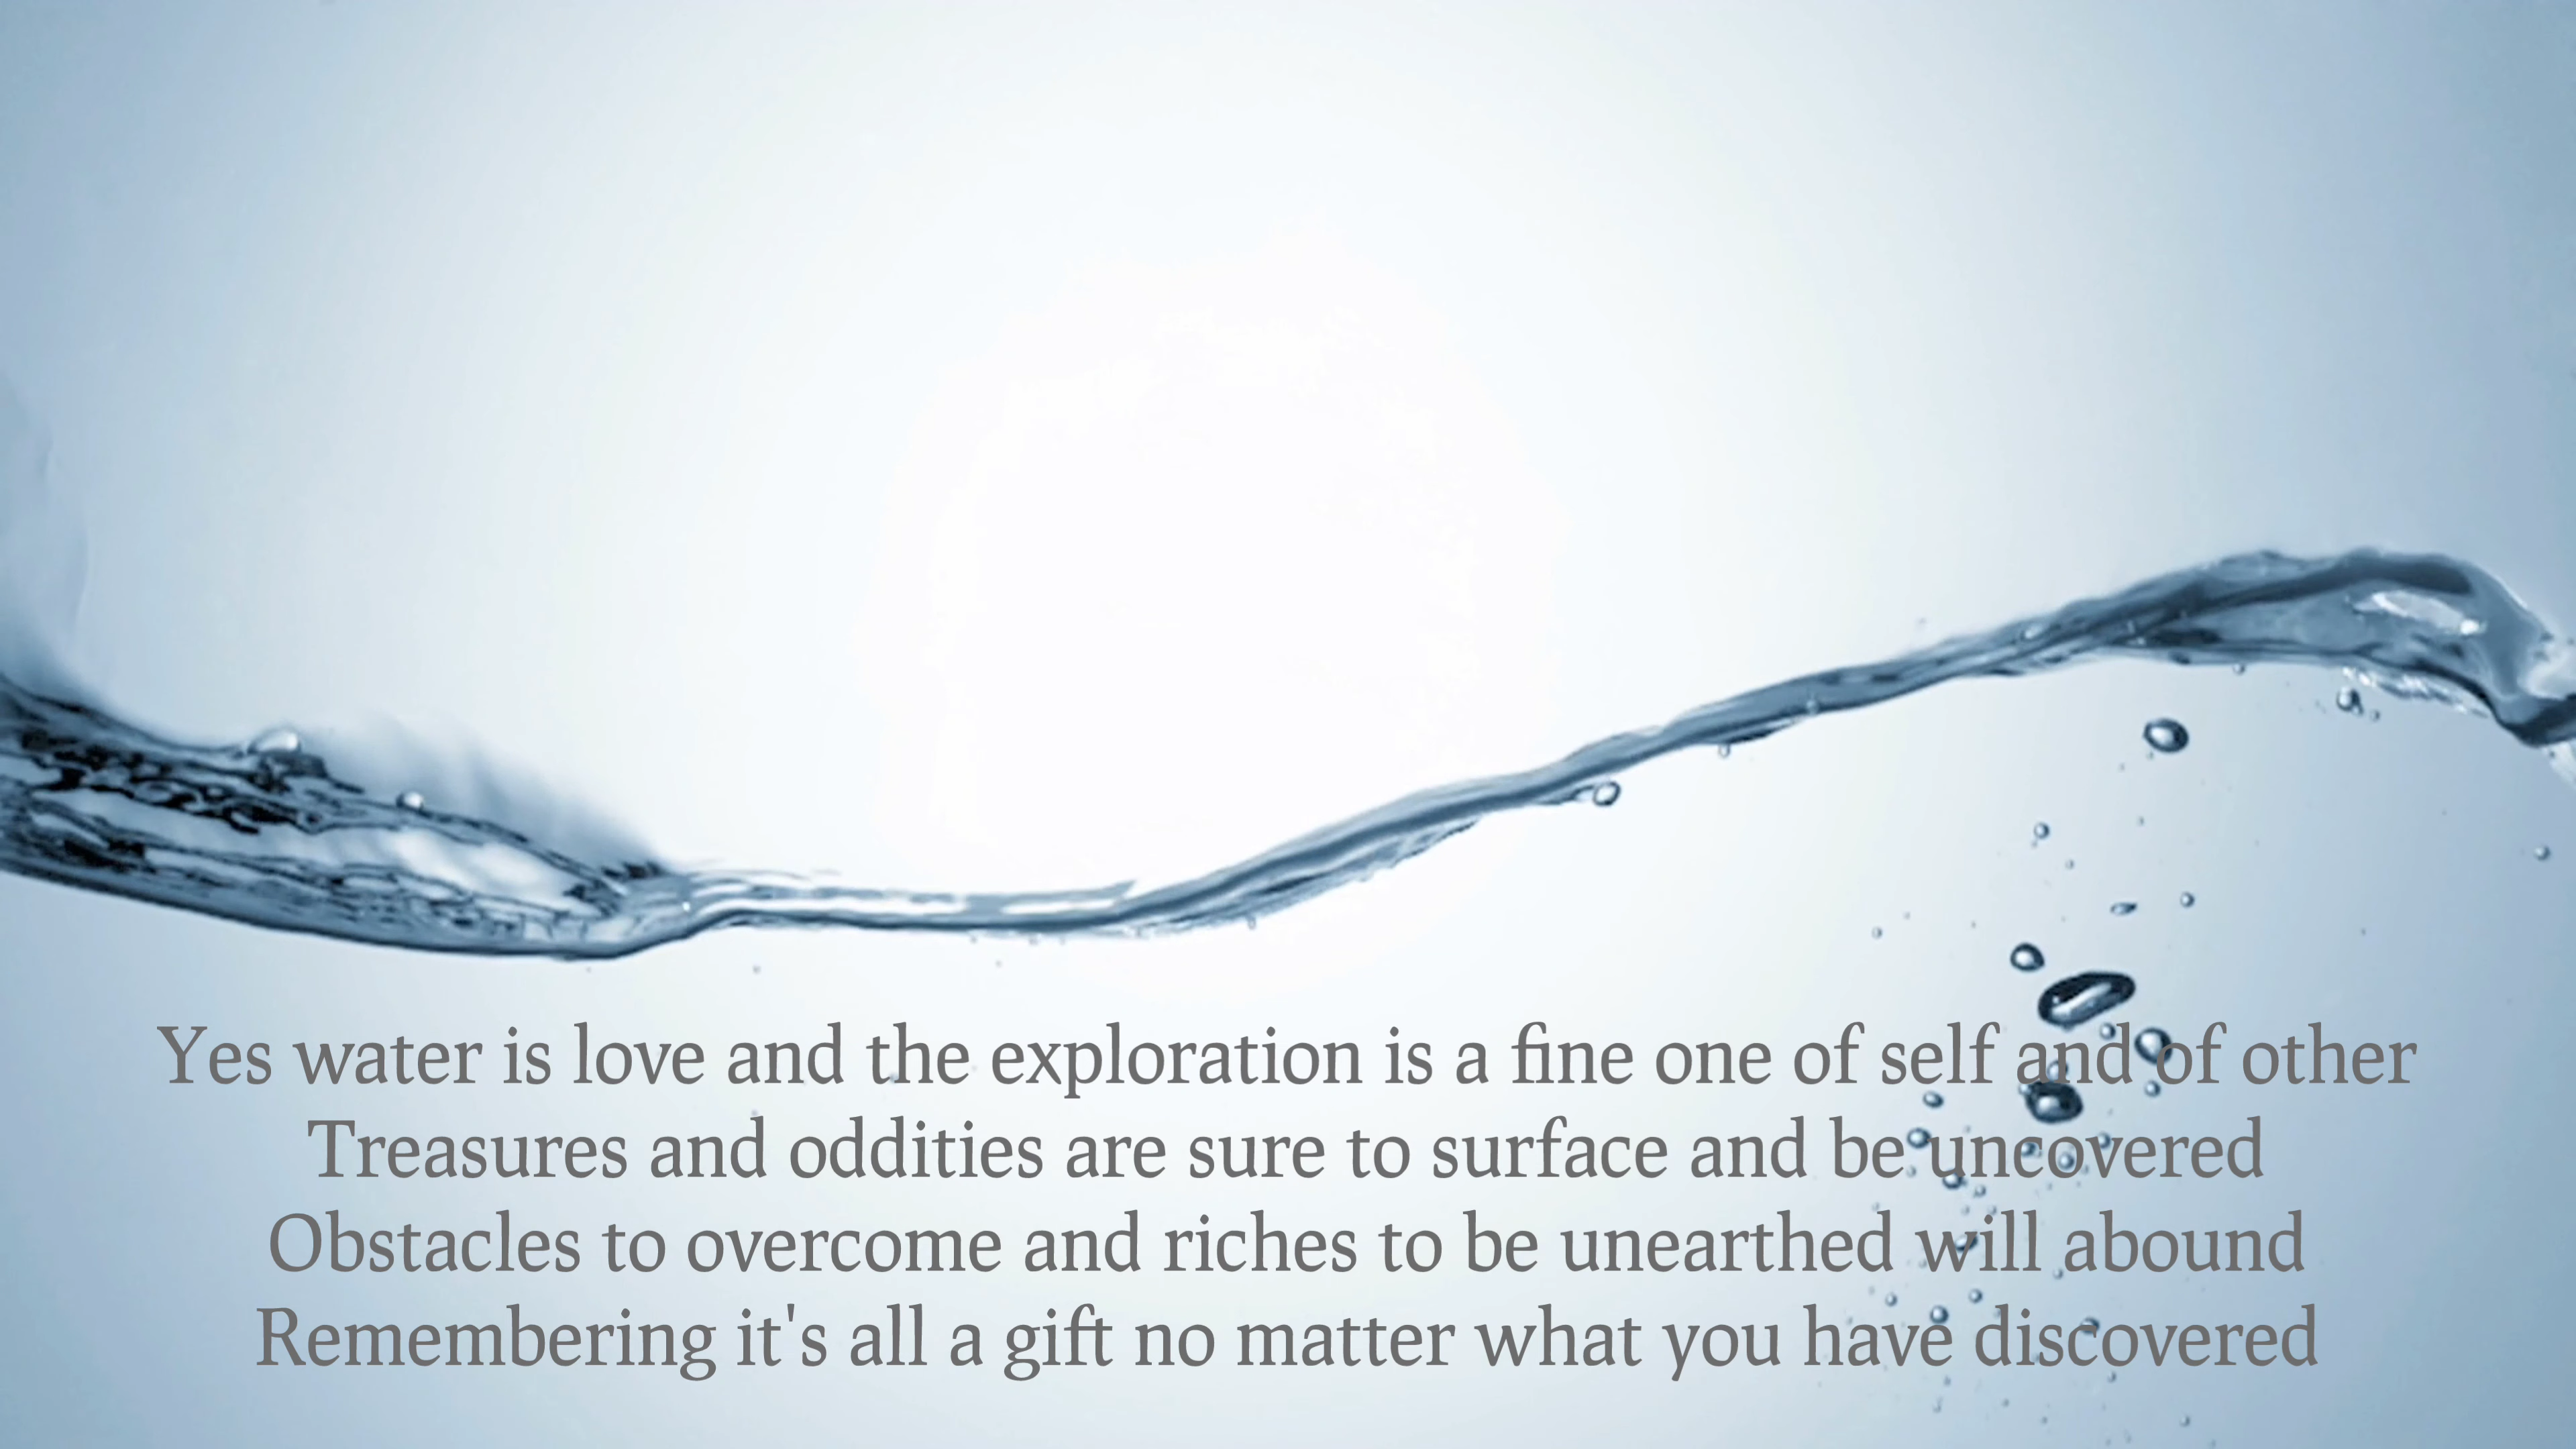 Yes water is love and the exploration is a fine one of self and of other
Treasures and oddities are sure to surface and be uncovered
Obstacles to overcome and riches to be unearthed will abound
Remembering it's all a gift no matter what you have discovered